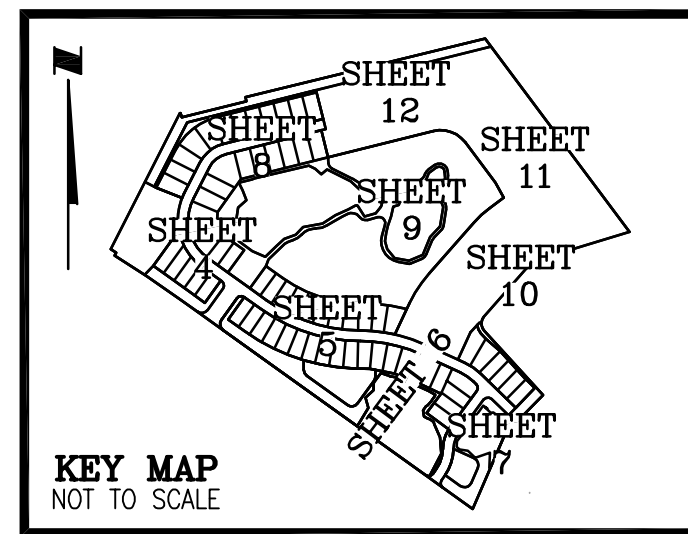 N
SHEET
12
SHEET
8
SHEET
11
SHEET
9
SHEET
4
SHEET
10
SHEET
5
SHEET 6
SHEET
7
KEY MAP
NOT TO SCALE